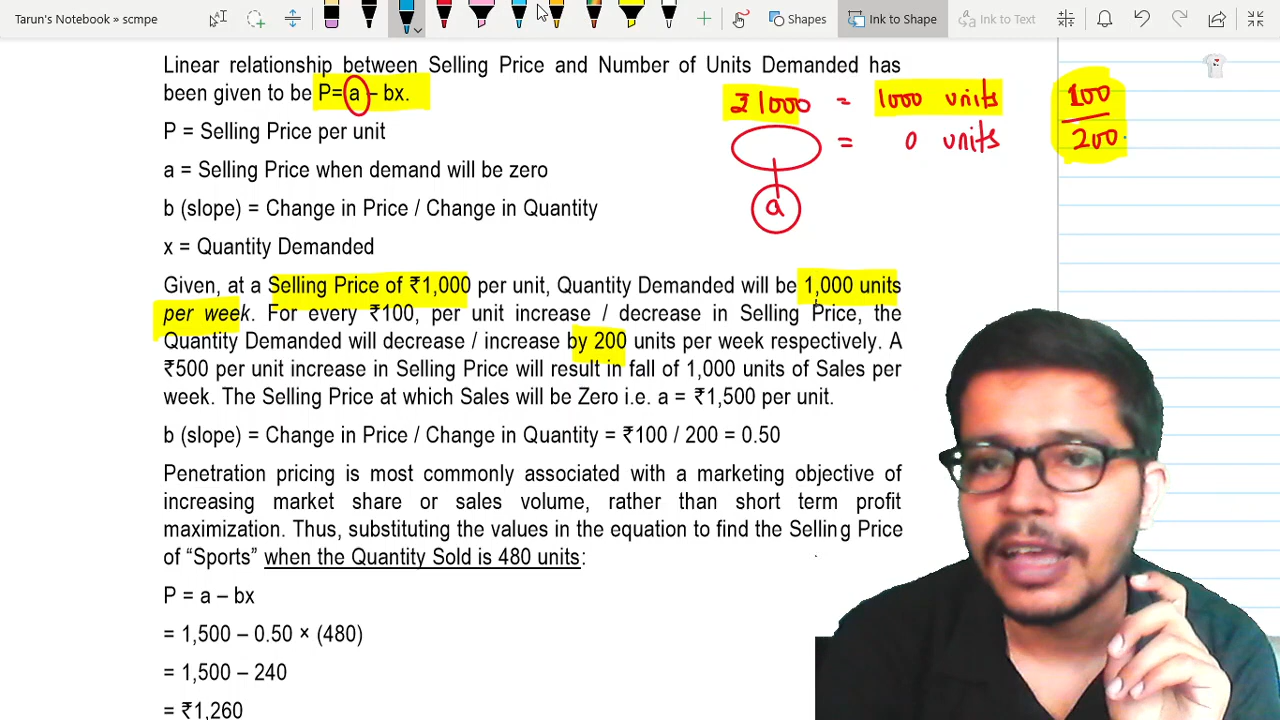 Tarun's Notebook » scmpe
Shapes
Ink to Shape
Ink to Text
Linear relationship between Selling Price and Number of Units Demanded has
been given to be P= a – bx.
₹1000 = 1000 units
100
200
= 0 units
a
P = Selling Price per unit
a = Selling Price when demand will be zero
b (slope) = Change in Price / Change in Quantity
x = Quantity Demanded
Given, at a Selling Price of ₹1,000 per unit, Quantity Demanded will be 1,000 units
per week. For every ₹100, per unit increase / decrease in Selling Price, the
Quantity Demanded will decrease / increase by 200 units per week respectively. A
₹500 per unit increase in Selling Price will result in fall of 1,000 units of Sales per
week. The Selling Price at which Sales will be Zero i.e. a = ₹1,500 per unit.
b (slope) = Change in Price / Change in Quantity = ₹100 / 200 = 0.50
Penetration pricing is most commonly associated with a marketing objective of
increasing market share or sales volume, rather than short term profit
maximization. Thus, substituting the values in the equation to find the Selling Price
of “Sports” when the Quantity Sold is 480 units:
P = a – bx
= 1,500 – 0.50 × (480)
= 1,500 – 240
= ₹1,260